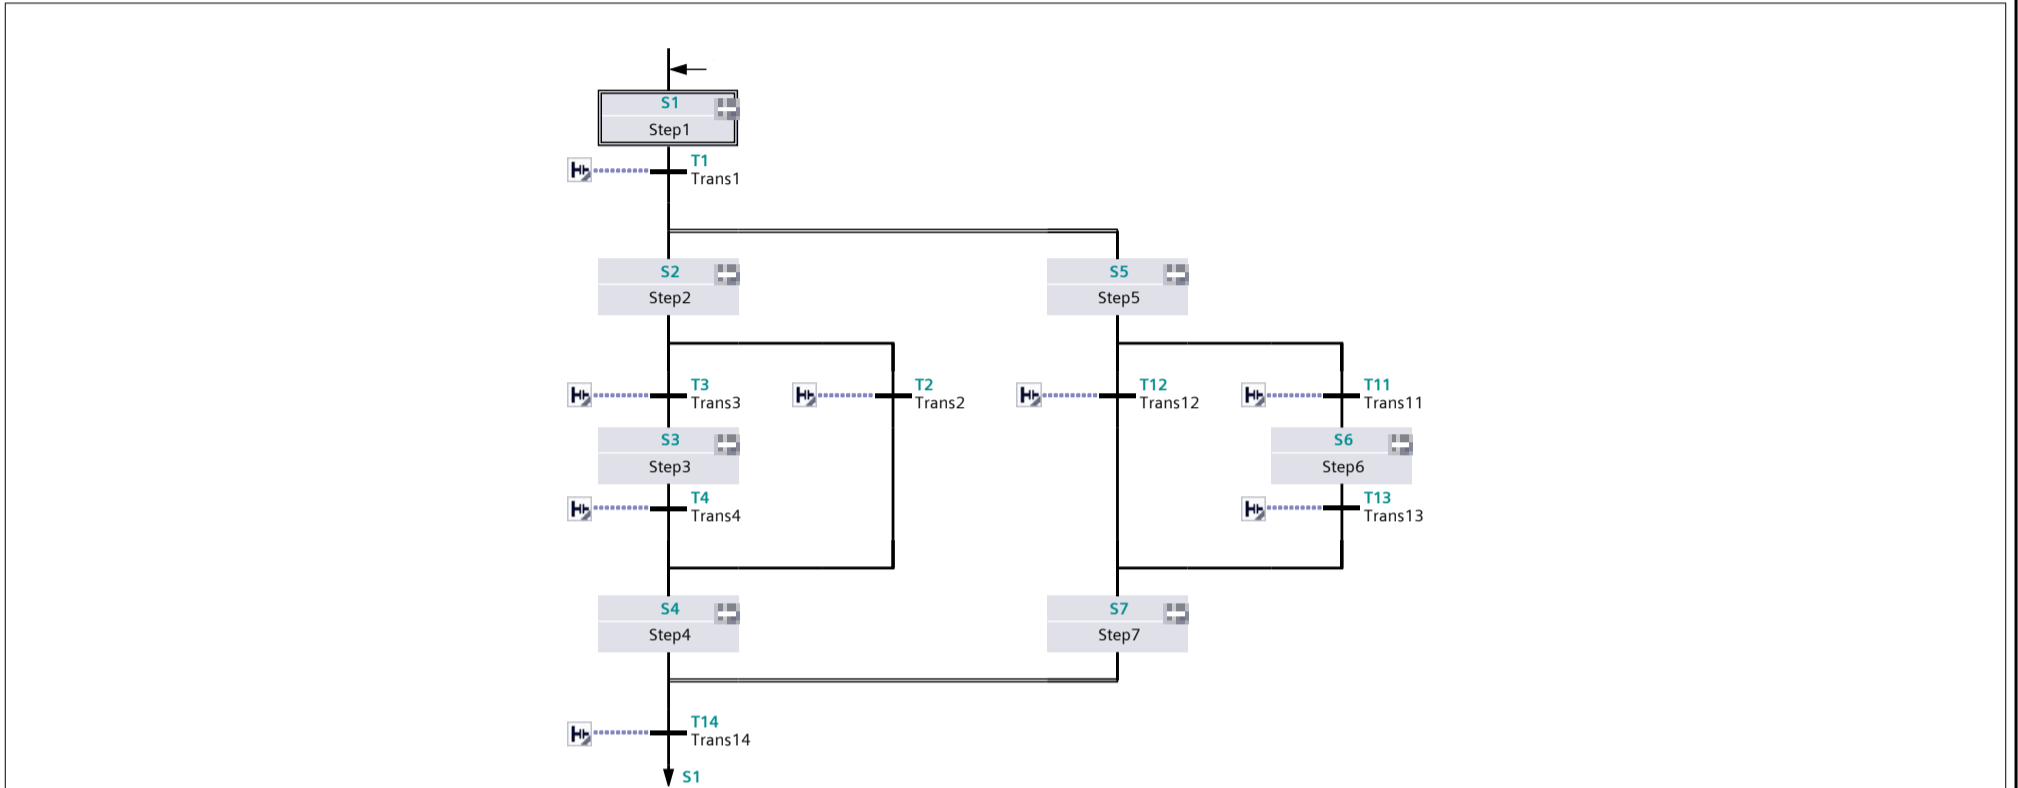 S1
Step1
T1
Trans1
S2
Step2
S5
Step5
T3
Trans3
T2
Trans2
T12
Trans12
T11
Trans11
S3
Step3
S6
Step6
T4
Trans4
T13
Trans13
S4
Step4
S7
Step7
T14
Trans14
S1